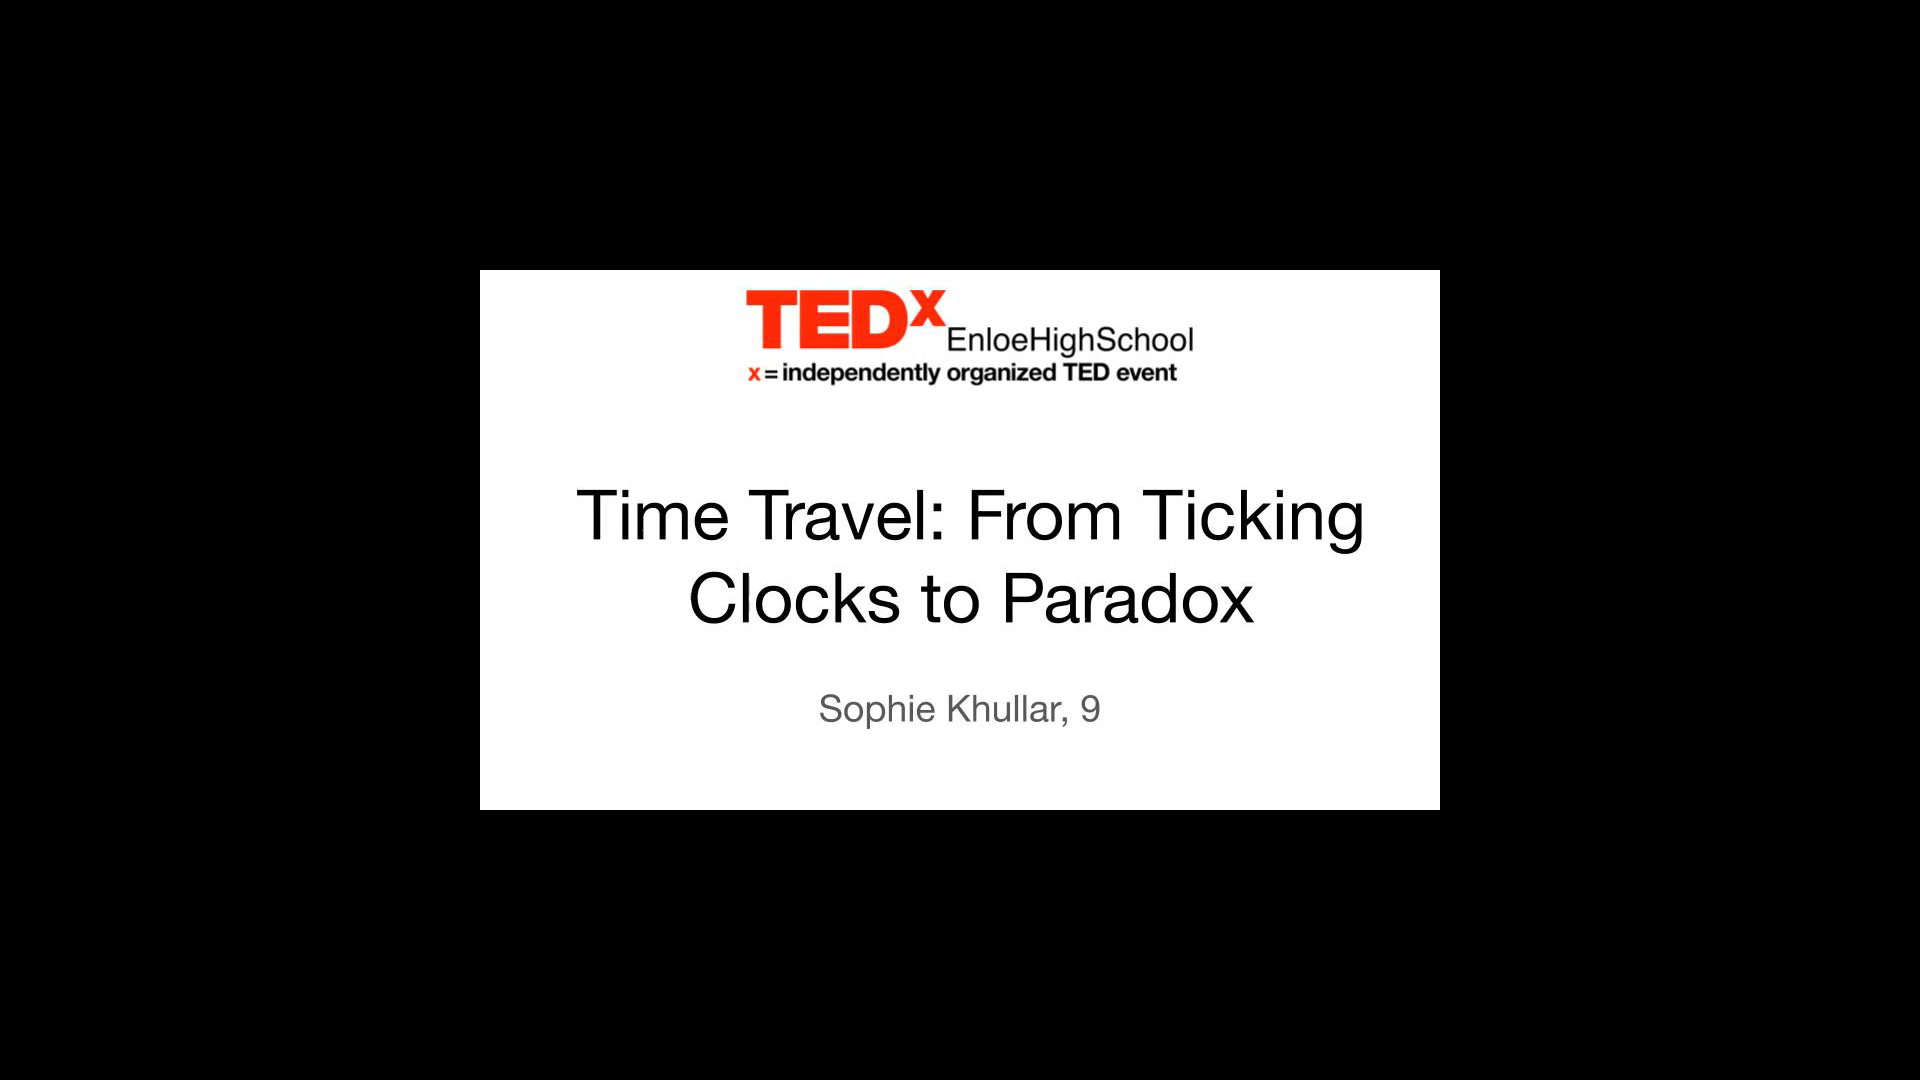 TEDx EnloeHighSchool
x = independently organized TED event
Time Travel: From Ticking
Clocks to Paradox
Sophie Khullar, 9